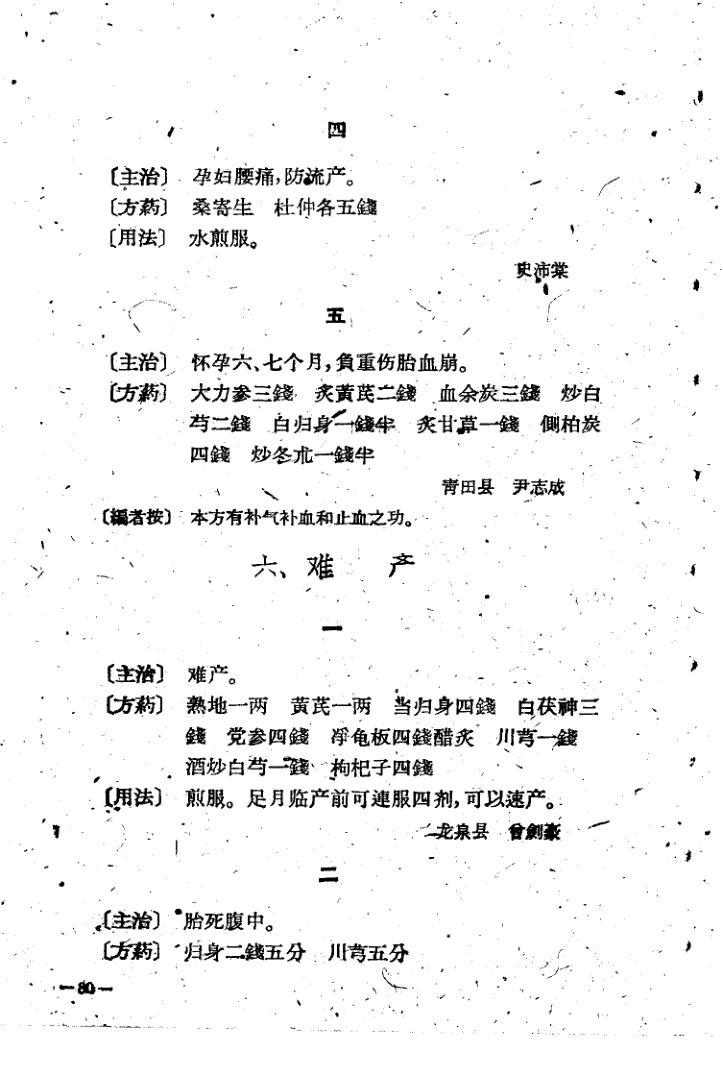 四
〔主治〕 孕妇腰痛,防流产。
〔方葯〕 桑寄生 杜仲各五錢
〔用法〕 水煎服。
史沛棠
五
〔主治〕 怀孕六、七个月,負重伤胎血崩。
〔方葯〕 大力参三錢 炙黃芪二錢 血余炭三錢 炒白
芍二錢 白归身一錢半 炙甘草一錢 側柏炭
四錢 炒冬朮一錢半
青田县 尹志成
〔編者按〕 本方有补气补血和止血之功。
六、难 产
一
〔主治〕 难产。
〔方葯〕 熟地一两 黃芪一两 当归身四錢 白茯神三
錢 党参四錢 浮龟板四錢醋炙 川芎一錢
酒炒白芍一錢 枸杞子四錢
〔用法〕 煎服。足月临产前可連服四剂,可以速产。
龙泉县 曾劍豪
二
〔主治〕 胎死腹中。
〔方葯〕 归身二錢五分 川芎五分
—80—